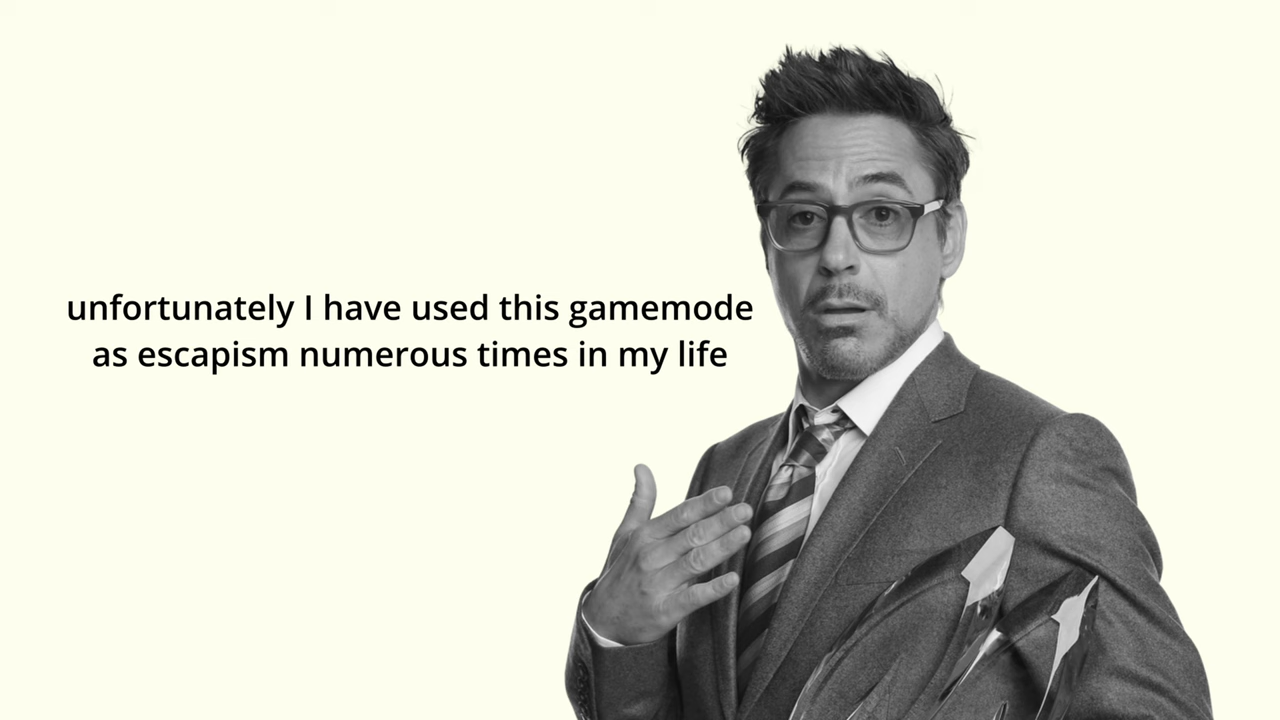 unfortunately I have used this gamemode
as escapism numerous times in my life